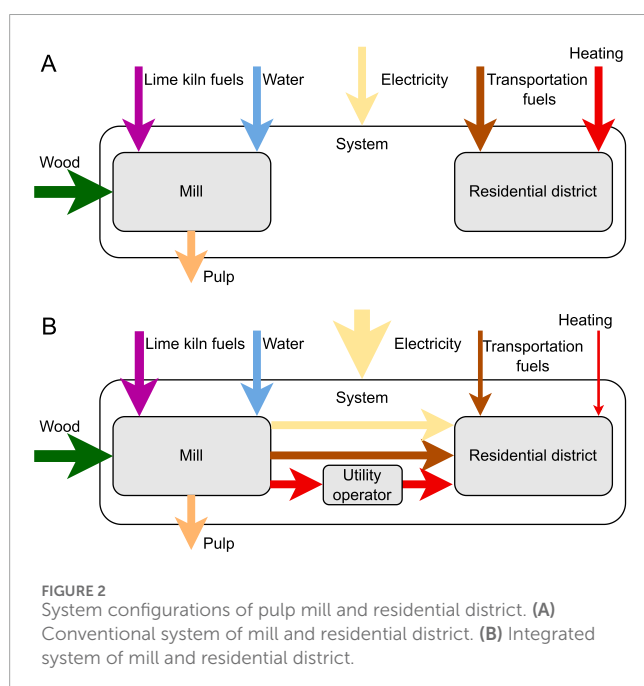 A
Heating
Lime kiln fuels
Water
Electricity
Transportation
fuels
System
Wood
Mill
Residential district
Pulp
B
Heating
Lime kiln fuels
Water
Electricity
Transportation
fuels
System
Wood
Mill
Residential district
Utility
operator
Pulp
FIGURE 2
System configurations of pulp mill and residential district. (A)
Conventional system of mill and residential district. (B) Integrated
system of mill and residential district.